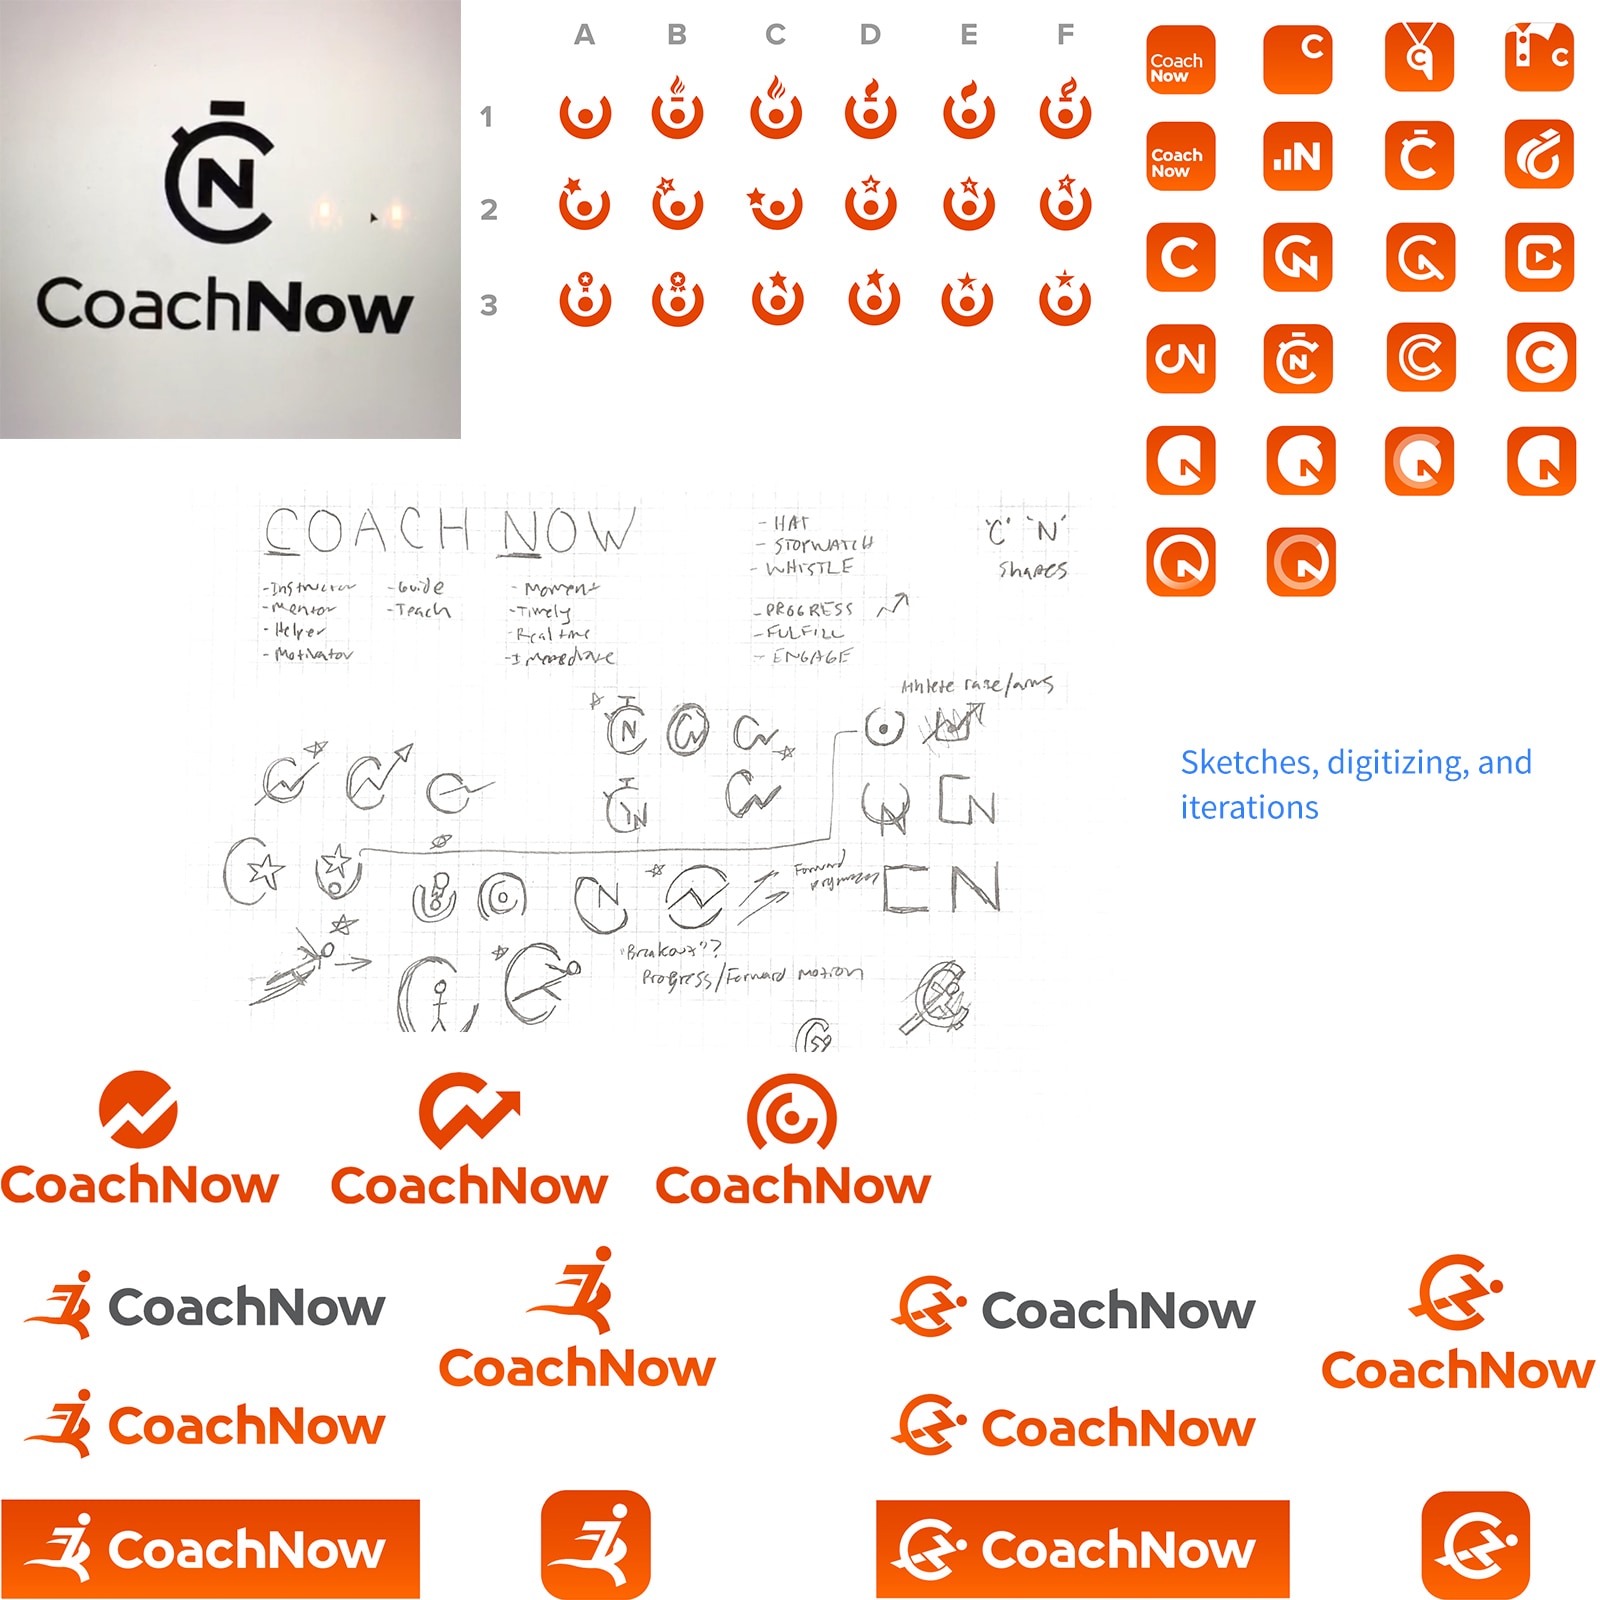 N
CoachNow
A B C D E F
1
2
3
Coach
Now
C
C
C
Coach
Now
N
C
C
C
N
C
C
C
N
C
N
C
C
N
N
N
N
N
N
COACH NOW
- Instructor
- Mentor
- Helper
- Motivator
- Guide
- Teach
- Moment
- Timely
- Real time
- Immediate
- HAT
- STOPWATCH
- WHISTLE
- PROGRESS
- FULFILL
- ENGAGE
"C" "N"
shapes
Athlete raise/arms
N
N
CN
Forward
N
C N
"Breakout"?
Progress/Forward motion
Sketches, digitizing, and
iterations
CoachNow
CoachNow
CoachNow
CoachNow
CoachNow
CoachNow
CoachNow
CoachNow
CoachNow
CoachNow
CoachNow